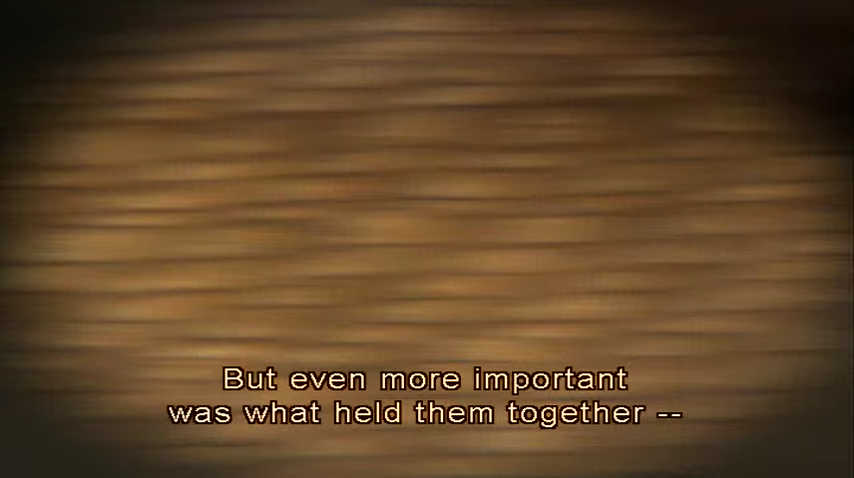 But even more important
was what held them together --